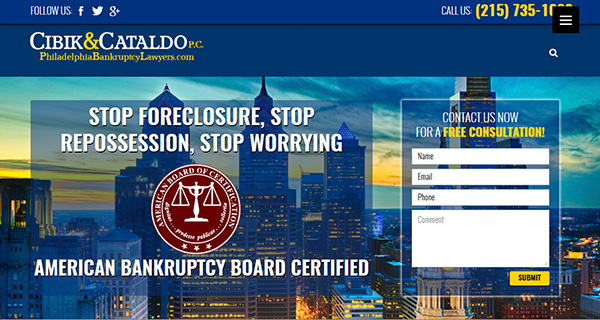 FOLLOW US:
CALL US: (215) 735-1
CIBIK&CATALDO P.C.
PhiladelphiaBankruptcyLawyers.com
STOP FORECLOSURE, STOP
REPOSSESSION, STOP WORRYING
AMERICAN BOARD OF CERTIFICATION
AMERICAN BANKRUPTCY BOARD CERTIFIED
CONTACT US NOW
FOR A FREE CONSULTATION!
Name
Email
Phone
Comment
SUBMIT